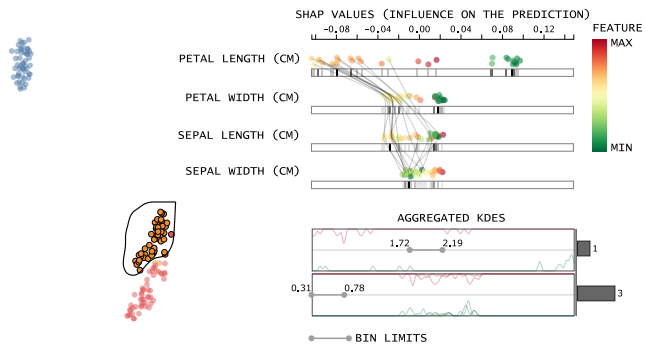 SHAP VALUES (INFLUENCE ON THE PREDICTION)
FEATURE
-0.08 -0.04 0.00 0.04 0.08 0.12
MAX
PETAL LENGTH (CM)
PETAL WIDTH (CM)
SEPAL LENGTH (CM)
MIN
SEPAL WIDTH (CM)
AGGREGATED KDES
1.72 2.19
1
0.31 0.78
3
BIN LIMITS